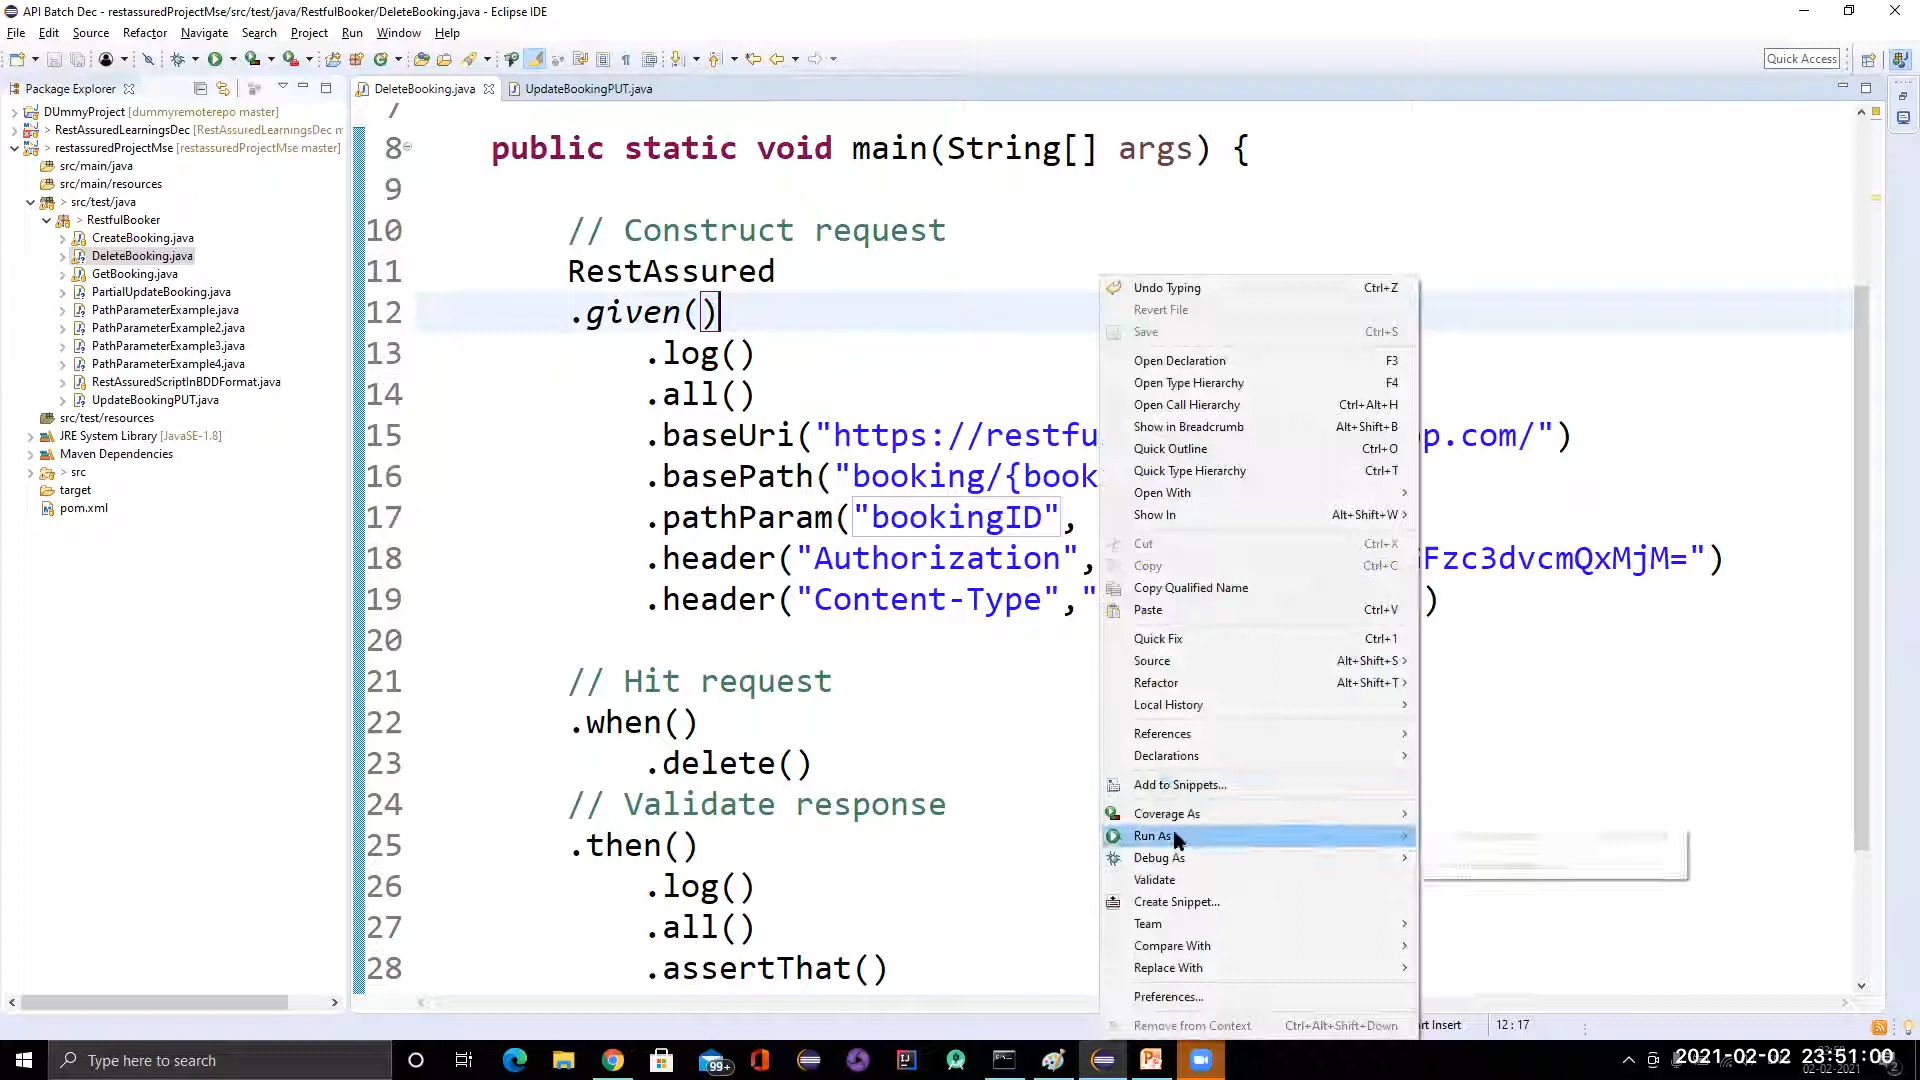 API Batch Dec - restassuredProjectMse/src/test/java/RestfulBooker/DeleteBooking.java - Eclipse IDE
File Edit Source Refactor Navigate Search Project Run Window Help
Quick Access
Package Explorer
DUmmyProject [dummyremoterepo master]
> RestAssuredLearningsDec [RestAssuredLearningsDec m
> restassuredProjectMse [restassuredProjectMse master]
src/main/java
src/main/resources
> src/test/java
> RestfulBooker
CreateBooking.java
DeleteBooking.java
GetBooking.java
PartialUpdateBooking.java
PathParameterExample.java
PathParameterExample2.java
PathParameterExample3.java
PathParameterExample4.java
RestAssuredScriptInBDDFormat.java
UpdateBookingPUT.java
src/test/resources
JRE System Library [JavaSE-1.8]
Maven Dependencies
> src
target
pom.xml
DeleteBooking.java UpdateBookingPUT.java
7
8 public static void main(String[] args) {
9
10 // Construct request
11 RestAssured
12 .given()
13 .log()
14 .all()
15 .baseUri("https://restfu p.com/")
16 .basePath("booking/{book
17 .pathParam("bookingID",
18 .header("Authorization", Fzc3dvcmQxMjM=")
19 .header("Content-Type"," )
20
21 // Hit request
22 .when()
23 .delete()
24 // Validate response
25 .then()
26 .log()
27 .all()
28 .assertThat()
Undo Typing Ctrl+Z
Revert File
Save Ctrl+S
Open Declaration F3
Open Type Hierarchy F4
Open Call Hierarchy Ctrl+Alt+H
Show in Breadcrumb Alt+Shift+B
Quick Outline Ctrl+O
Quick Type Hierarchy Ctrl+T
Open With
Show In Alt+Shift+W
Cut Ctrl+X
Copy Ctrl+C
Copy Qualified Name
Paste Ctrl+V
Quick Fix Ctrl+1
Source Alt+Shift+S
Refactor Alt+Shift+T
Local History
References
Declarations
Add to Snippets...
Coverage As
Run As
Debug As
Validate
Create Snippet...
Team
Compare With
Replace With
Preferences...
Remove from Context Ctrl+Alt+Shift+Down
rt Insert 12 : 17
Type here to search
99+
2021-02-02 23:51:00
02-02-2021